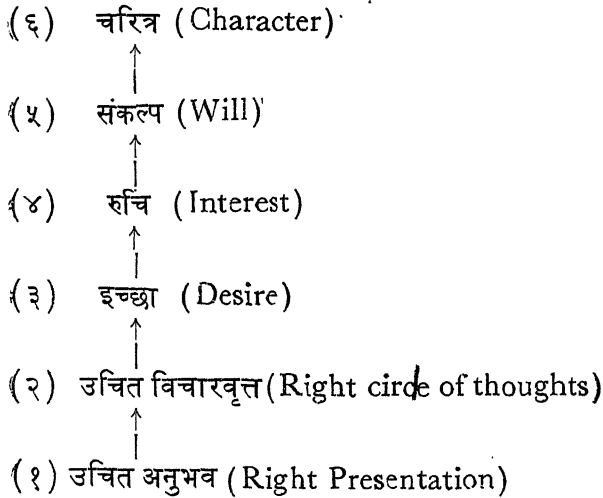 (६) चरित्र (Character)
(५) संकल्प (Will)
(४) रुचि (Interest)
(३) इच्छा (Desire)
(२) उचित विचारवृत्त (Right circle of thoughts)
(१) उचित अनुभव (Right Presentation)